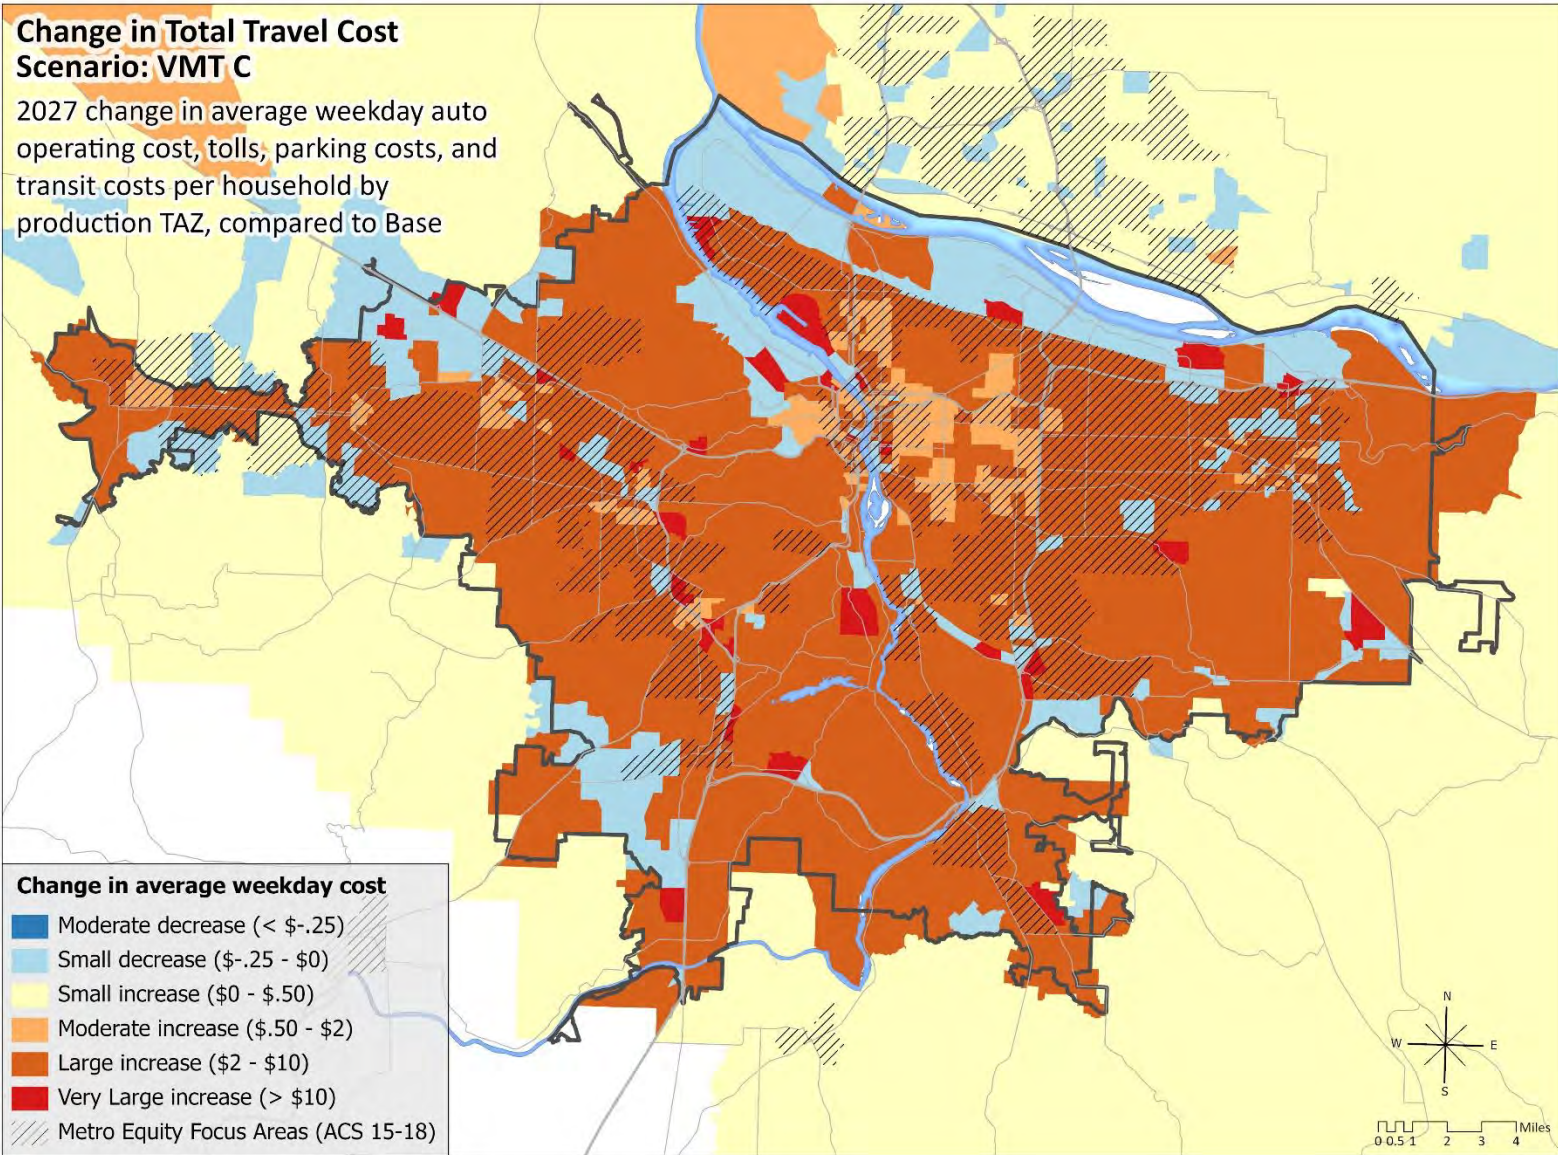 Change in Total Travel Cost
Scenario: VMT C
2027 change in average weekday auto
operating cost, tolls, parking costs, and
transit costs per household by
production TAZ, compared to Base
Change in average weekday cost
Moderate decrease (< $-.25)
Small decrease ($-.25 - $0)
Small increase ($0 - $.50)
Moderate increase ($.50 - $2)
Large increase ($2 - $10)
Very Large increase (> $10)
Metro Equity Focus Areas (ACS 15-18)
N
W E
S
Miles
0 0.5 1 2 3 4